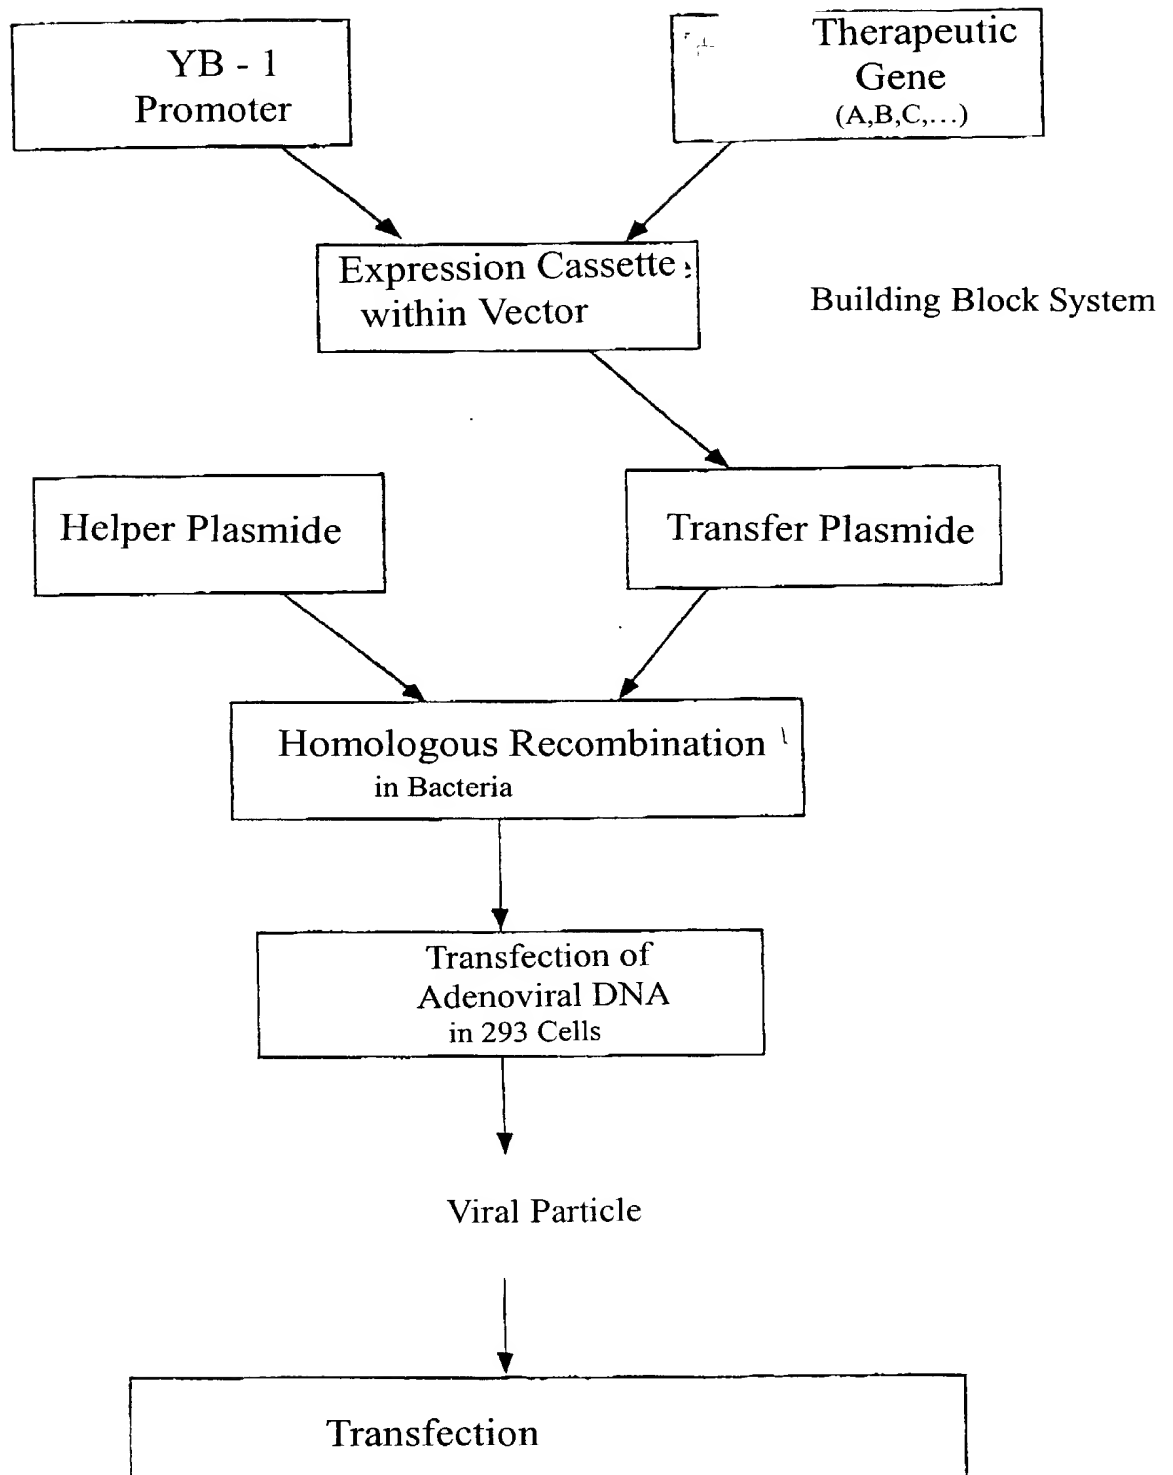 YB - 1
Promoter
Therapeutic
Gene
(A,B,C,...)
Expression Cassette
within Vector
Building Block System
Helper Plasmide
Transfer Plasmide
Homologous Recombination
in Bacteria
Transfection of
Adenoviral DNA
in 293 Cells
Viral Particle
Transfection